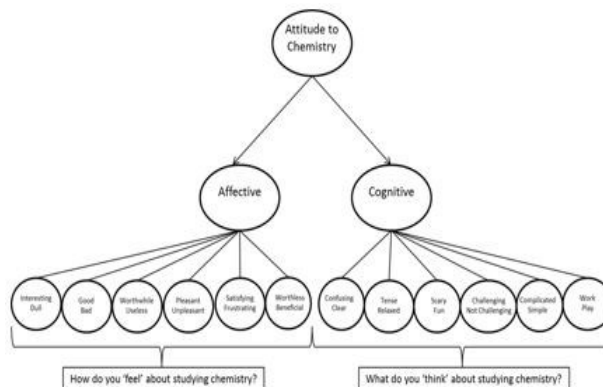 Attitude to
Chemistry
Affective
Cognitive
Interesting
Dull
Good
Bad
Worthwhile
Useless
Pleasant
Unpleasant
Satisfying
Frustrating
Worthless
Beneficial
Confusing
Clear
Tense
Relaxed
Scary
Fun
Challenging
Not Challenging
Complicated
Simple
Work
Play
How do you 'feel' about studying chemistry?
What do you 'think' about studying chemistry?